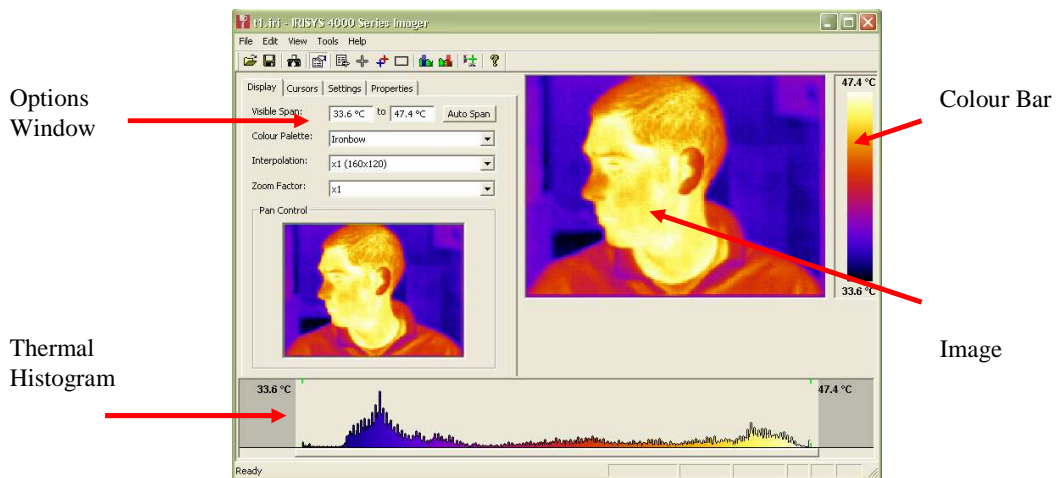 t1.iri - IRISYS 4000 Series Imager
File Edit View Tools Help
Display Cursors Settings Properties
Visible Span: 33.6 °C to 47.4 °C Auto Span
Colour Palette: Ironbow
Interpolation: x1 (160x120)
Zoom Factor: x1
Pan Control
47.4 °C
33.6 °C
Options
Window
Colour Bar
Image
Thermal
Histogram
33.6 °C
47.4 °C
Ready